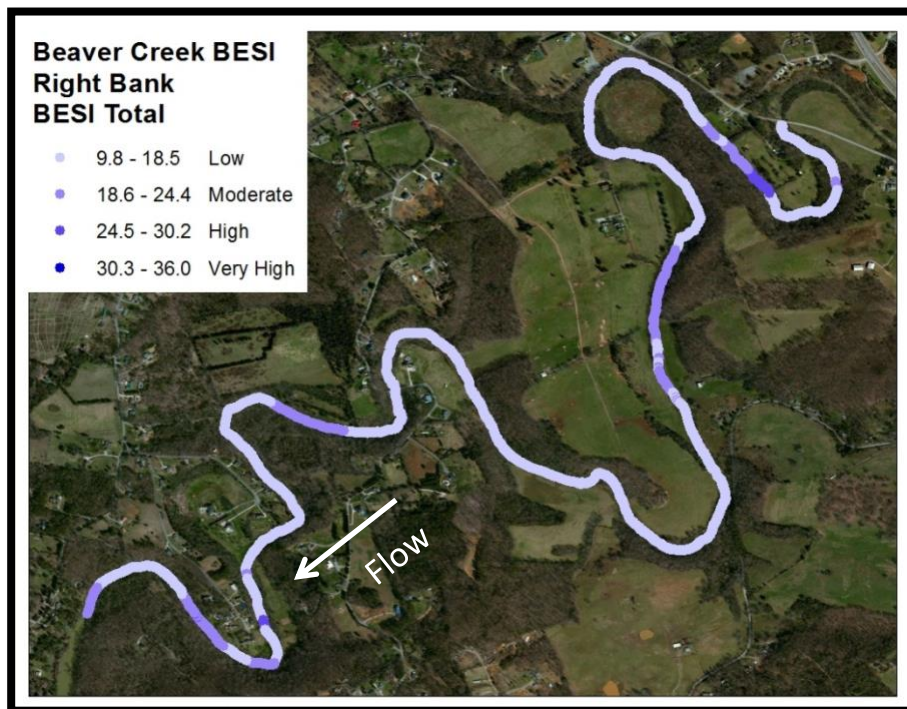 Beaver Creek BESI
Right Bank
BESI Total
9.8 - 18.5 Low
18.6 - 24.4 Moderate
24.5 - 30.2 High
30.3 - 36.0 Very High
Flow